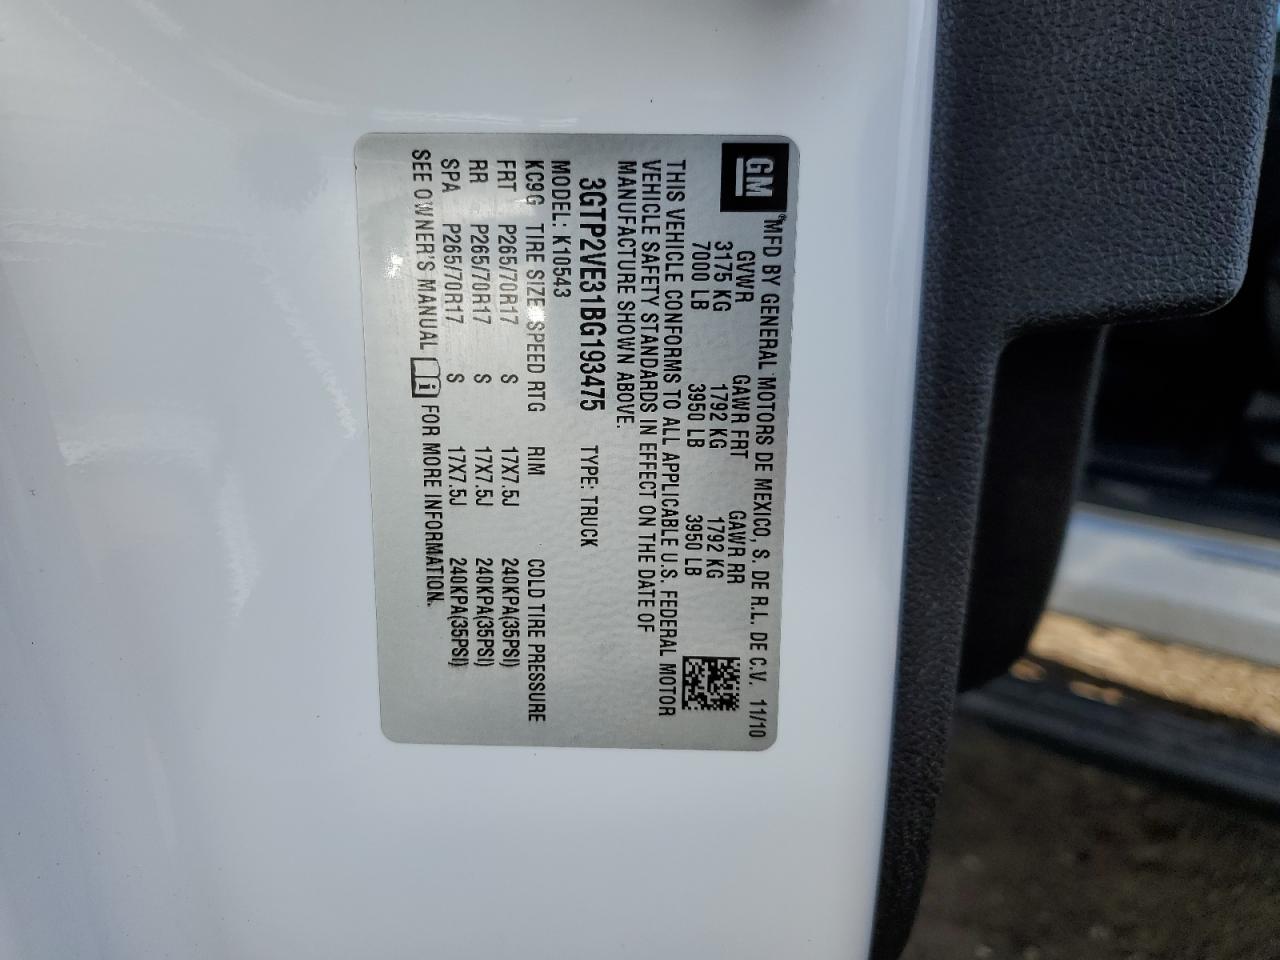 GM
MFD BY GENERAL MOTORS DE MEXICO, S. DE R.L. DE C.V. 11/10
GVWR GAWR FRT GAWR RR
3175 KG 1792 KG 1792 KG
7000 LB 3950 LB 3950 LB
THIS VEHICLE CONFORMS TO ALL APPLICABLE U.S. FEDERAL MOTOR
VEHICLE SAFETY STANDARDS IN EFFECT ON THE DATE OF
MANUFACTURE SHOWN ABOVE.
3GTP2VE31BG193475 TYPE: TRUCK
MODEL: K10543
KC9G TIRE SIZE SPEED RTG RIM COLD TIRE PRESSURE
FRT P265/70R17 S 17X7.5J 240KPA(35PSI)
RR P265/70R17 S 17X7.5J 240KPA(35PSI)
SPA P265/70R17 S 17X7.5J 240KPA(35PSI)
SEE OWNER'S MANUAL i FOR MORE INFORMATION.